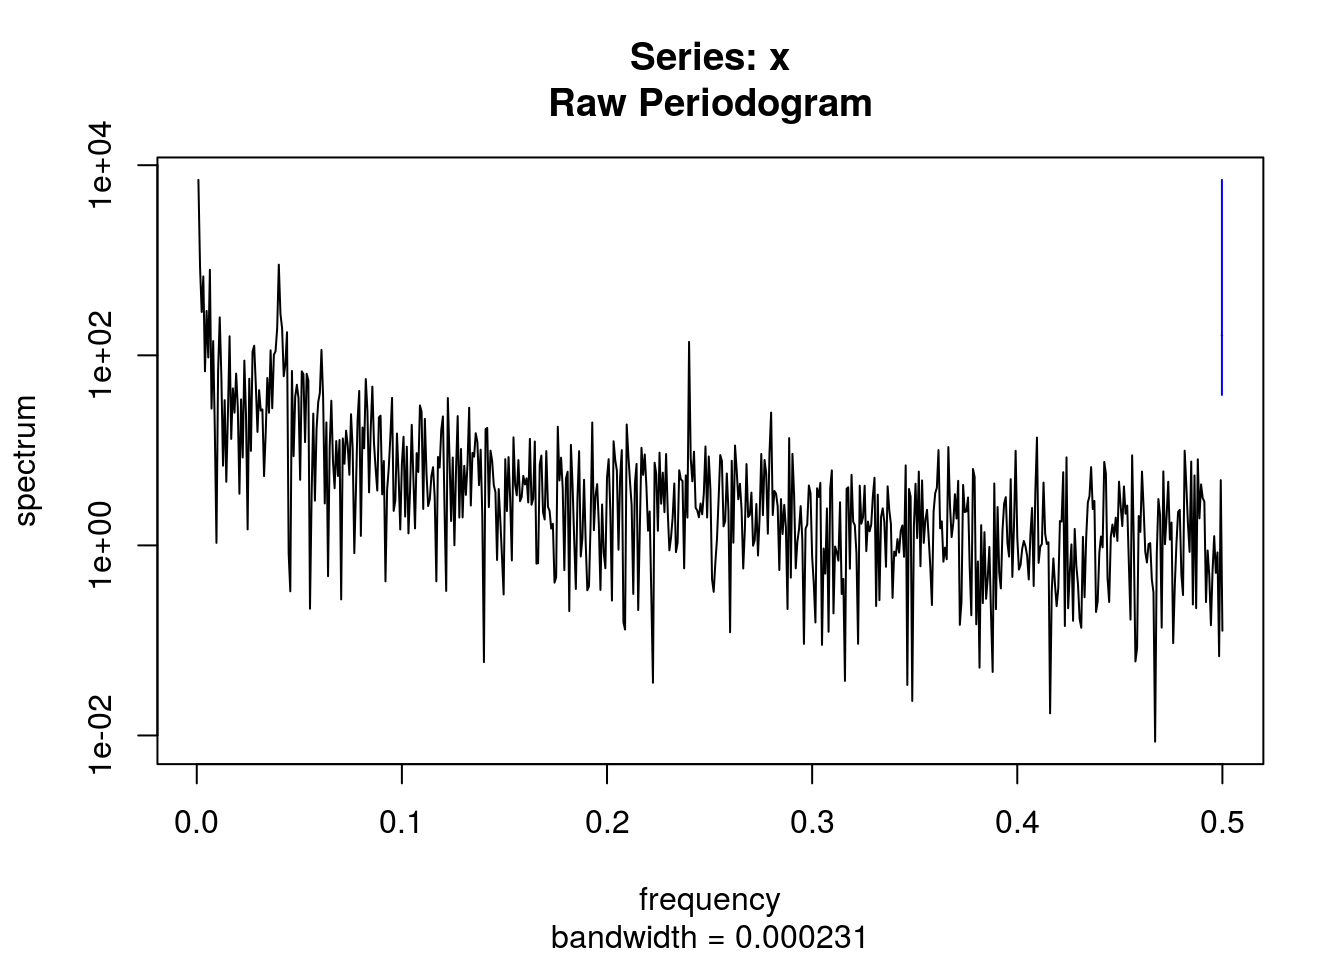 Series: x
Raw Periodogram
spectrum
1e+04
1e+02
1e+00
1e-02
0.0 0.1 0.2 0.3 0.4 0.5
frequency
bandwidth = 0.000231